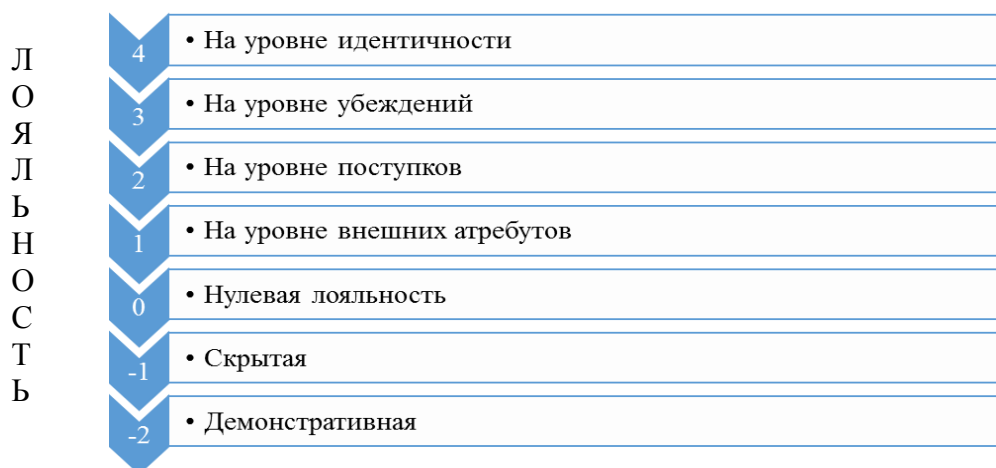 ЛОЯЛЬНОСТЬ
4
• На уровне идентичности
3
• На уровне убеждений
2
• На уровне поступков
1
• На уровне внешних атребутов
0
• Нулевая лояльность
-1
• Скрытая
-2
• Демонстративная